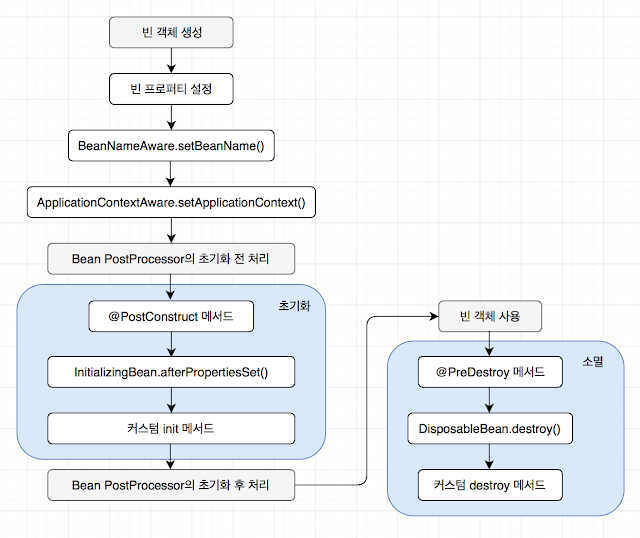 빈 객체 생성
빈 프로퍼티 설정
BeanNameAware.setBeanName()
ApplicationContextAware.setApplicationContext()
Bean PostProcessor의 초기화 전 처리
초기화
@PostConstruct 메서드
InitializingBean.afterPropertiesSet()
커스텀 init 메서드
Bean PostProcessor의 초기화 후 처리
빈 객체 사용
소멸
@PreDestroy 메서드
DisposableBean.destroy()
커스텀 destroy 메서드